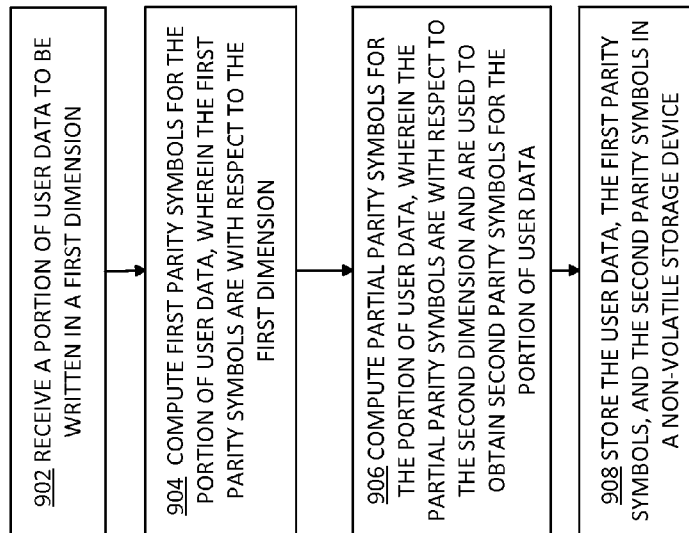 902 RECEIVE A PORTION OF USER DATA TO BE
WRITTEN IN A FIRST DIMENSION
904 COMPUTE FIRST PARITY SYMBOLS FOR THE
PORTION OF USER DATA, WHEREIN THE FIRST
PARITY SYMBOLS ARE WITH RESPECT TO THE
FIRST DIMENSION
906 COMPUTE PARTIAL PARITY SYMBOLS FOR
THE PORTION OF USER DATA, WHEREIN THE
PARTIAL PARITY SYMBOLS ARE WITH RESPECT TO
THE SECOND DIMENSION AND ARE USED TO
OBTAIN SECOND PARITY SYMBOLS FOR THE
PORTION OF USER DATA
908 STORE THE USER DATA, THE FIRST PARITY
SYMBOLS, AND THE SECOND PARITY SYMBOLS IN
A NON-VOLATILE STORAGE DEVICE